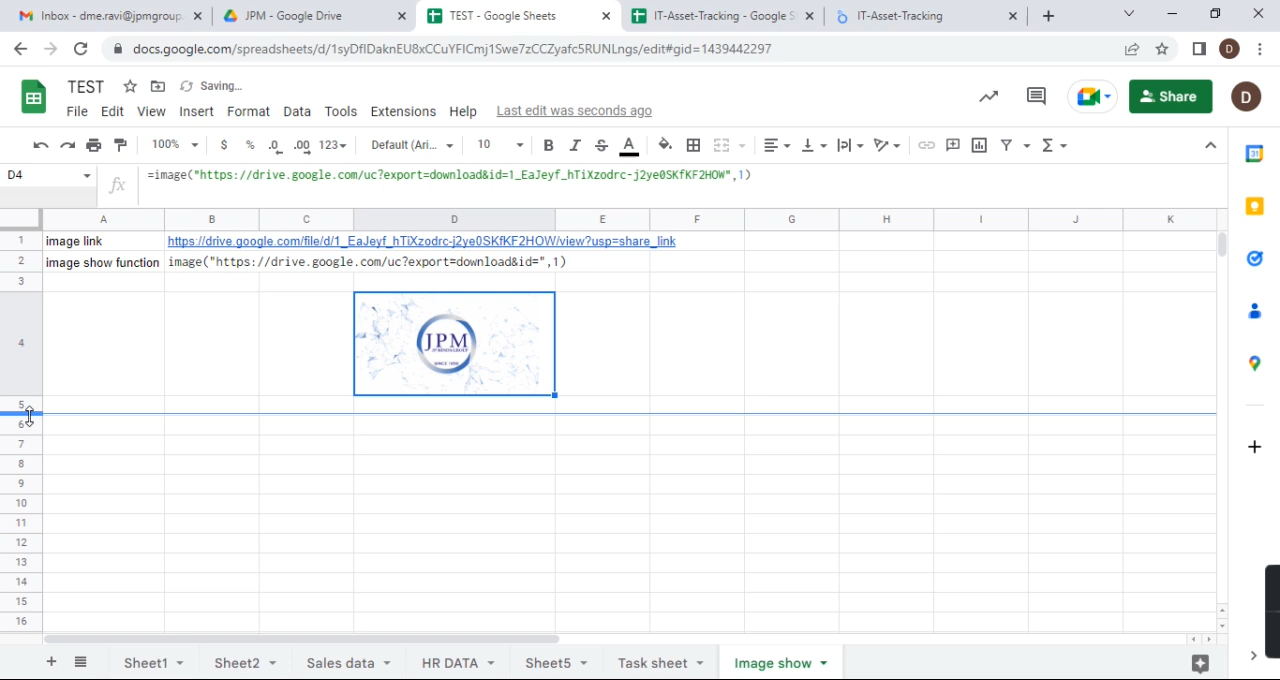 Inbox - dme.ravi@jpmgroup.
JPM - Google Drive
TEST - Google Sheets
IT-Asset-Tracking - Google S
IT-Asset-Tracking
docs.google.com/spreadsheets/d/1syDflDaknEU8xCCuYFlCmj1Swe7zCCZyafc5RUNLngs/edit#gid=1439442297
D
TEST
Saving...
File Edit View Insert Format Data Tools Extensions Help Last edit was seconds ago
Share
D
100% $ % .0 .00 123 Default (Ari... 10 B I S A
31
D4
fx
=image("https://drive.google.com/uc?export=download&id=1_EaJeyf_hTiXzodrc-j2ye0SKfKF2HOW",1)
A B C D E F G H I J K
1 image link https://drive.google.com/file/d/1_EaJeyf_hTiXzodrc-j2ye0SKfKF2HOW/view?usp=share_link
2 image show function image("https://drive.google.com/uc?export=download&id=",1)
3
4
JPM
5
6
7
8
9
10
11
12
13
14
15
16
Sheet1 Sheet2 Sales data HR DATA Sheet5 Task sheet Image show